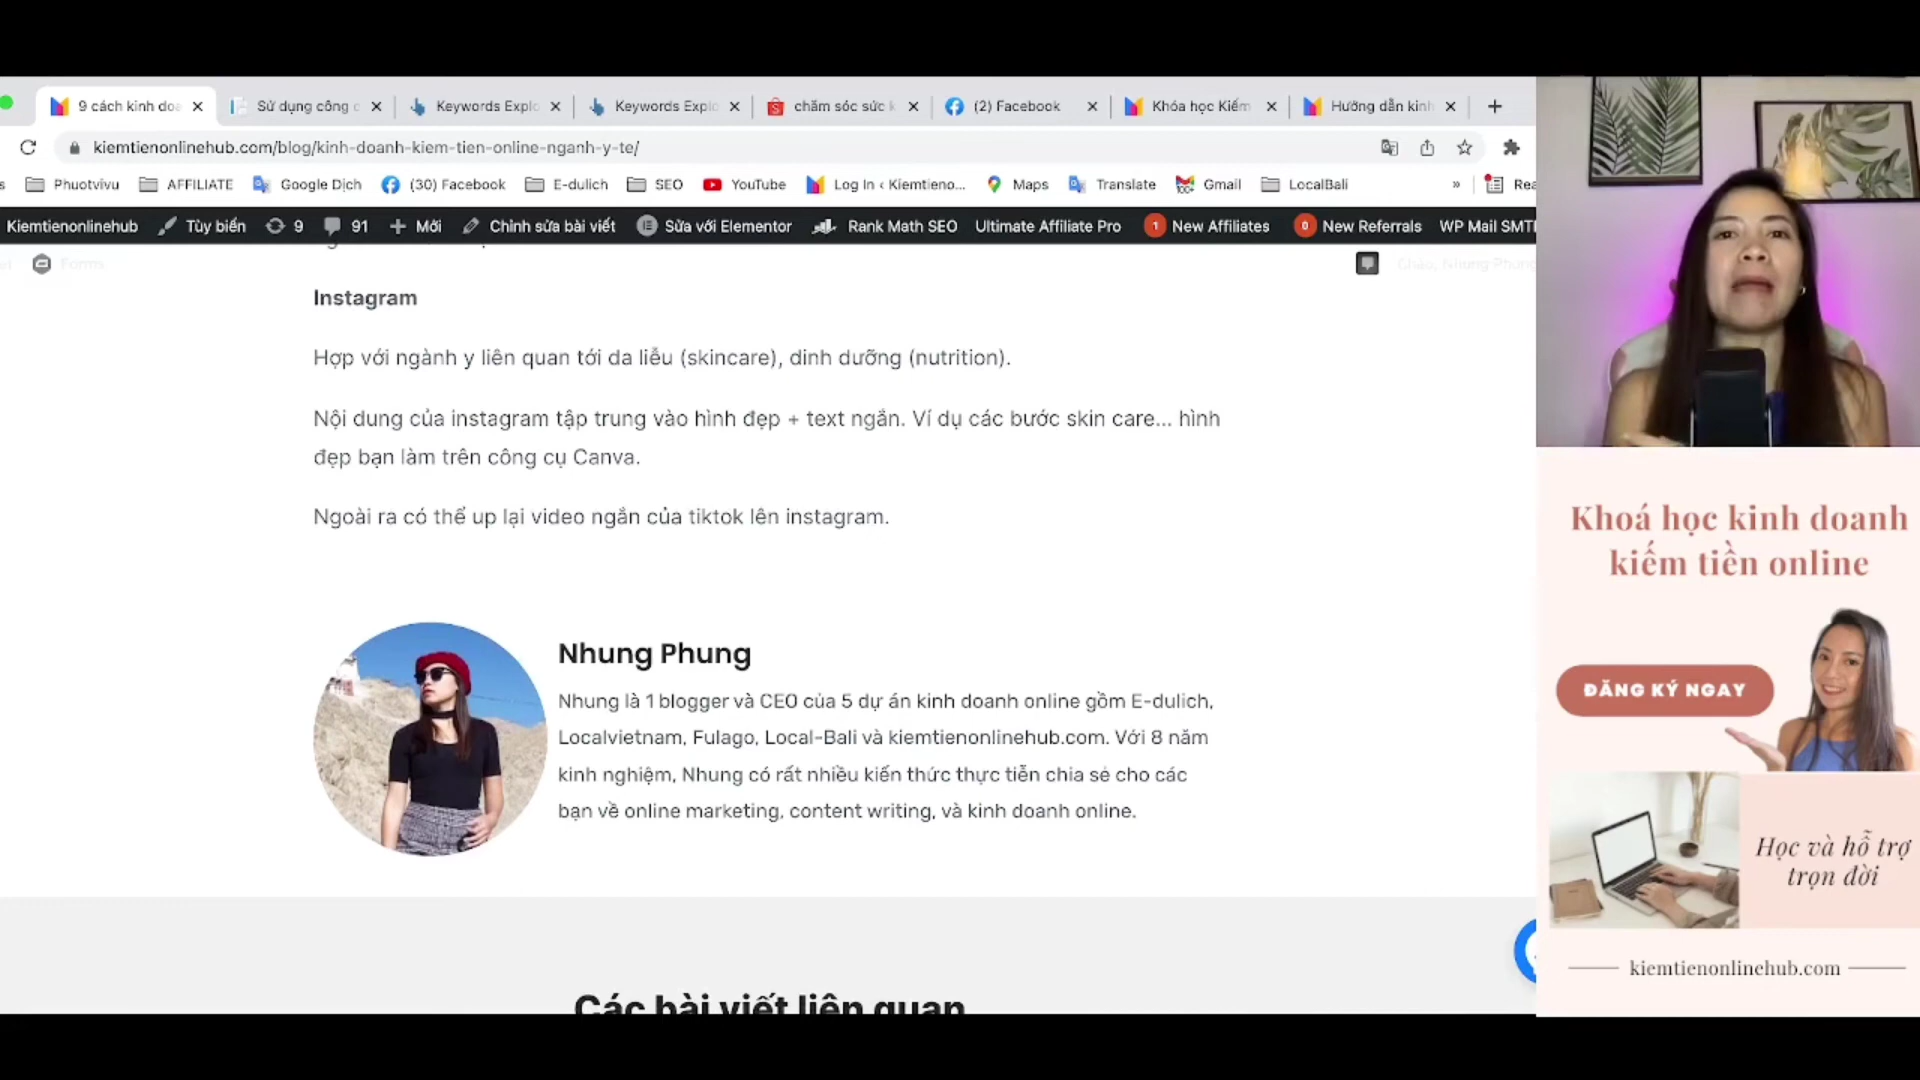 9 cách kinh doa
Sử dụng công c
Keywords Explo
Keywords Explo
chăm sóc sức k
(2) Facebook
Khóa học Kiếm
Hướng dẫn kinh
kiemtienonlinehub.com/blog/kinh-doanh-kiem-tien-online-nganh-y-te/
Phuotvivu
AFFILIATE
Google Dịch
(30) Facebook
E-dulich
SEO
YouTube
Log In ‹ Kiemtieno...
Maps
Translate
Gmail
LocalBali
»
Rea
Kiemtienonlinehub
Tùy biến
9
91
Mới
Chỉnh sửa bài viết
Sửa với Elementor
Rank Math SEO
Ultimate Affiliate Pro
1 New Affiliates
0 New Referrals
WP Mail SMT
Forms
Chào, Nhung Phung
Instagram
Hợp với ngành y liên quan tới da liễu (skincare), dinh dưỡng (nutrition).
Nội dung của instagram tập trung vào hình đẹp + text ngắn. Ví dụ các bước skin care... hình
đẹp bạn làm trên công cụ Canva.
Ngoài ra có thể up lại video ngắn của tiktok lên instagram.
Nhung Phung
Nhung là 1 blogger và CEO của 5 dự án kinh doanh online gồm E-dulich,
Localvietnam, Fulago, Local-Bali và kiemtienonlinehub.com. Với 8 năm
kinh nghiệm, Nhung có rất nhiều kiến thức thực tiễn chia sẻ cho các
bạn về online marketing, content writing, và kinh doanh online.
Các bài viết liên quan
Khoá học kinh doanh
kiếm tiền online
ĐĂNG KÝ NGAY
Học và hỗ trợ
trọn đời
kiemtienonlinehub.com